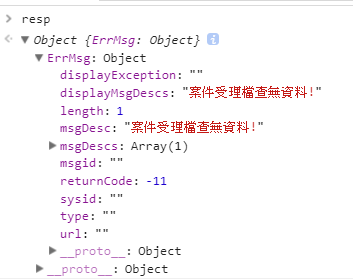 > resp
Object {ErrMsg: Object} i
ErrMsg: Object
displayException: ""
displayMsgDescs: "案件受理檔查無資料!"
length: 1
msgDesc: "案件受理檔查無資料!"
msgDescs: Array(1)
msgid: ""
returnCode: -11
sysid: ""
type: ""
url: ""
__proto__: Object
__proto__: Object